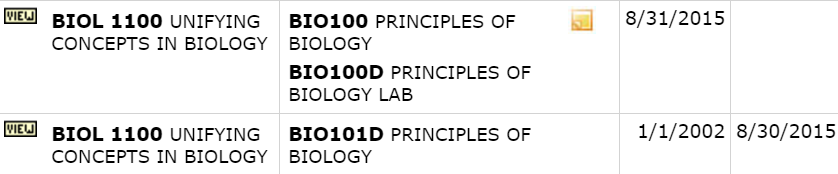 VIEW
BIOL 1100 UNIFYING
CONCEPTS IN BIOLOGY
BIO100 PRINCIPLES OF
BIOLOGY
BIO100D PRINCIPLES OF
BIOLOGY LAB
8/31/2015
VIEW
BIOL 1100 UNIFYING
CONCEPTS IN BIOLOGY
BIO101D PRINCIPLES OF
BIOLOGY
1/1/2002
8/30/2015